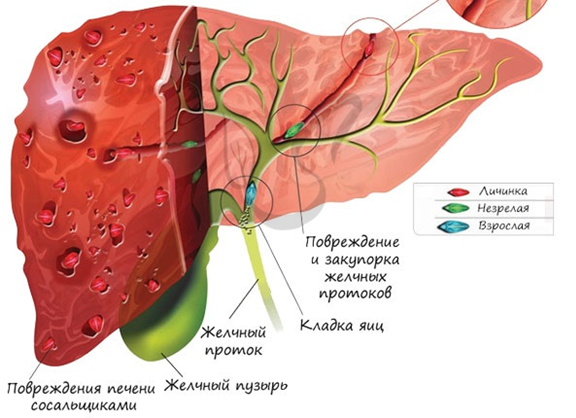 Личинка
Незрелая
Взрослая
Повреждение
и закупорка
желчных
протоков
Кладка яиц
Желчный
проток
Желчный пузырь
Повреждения печени
сосальщиками